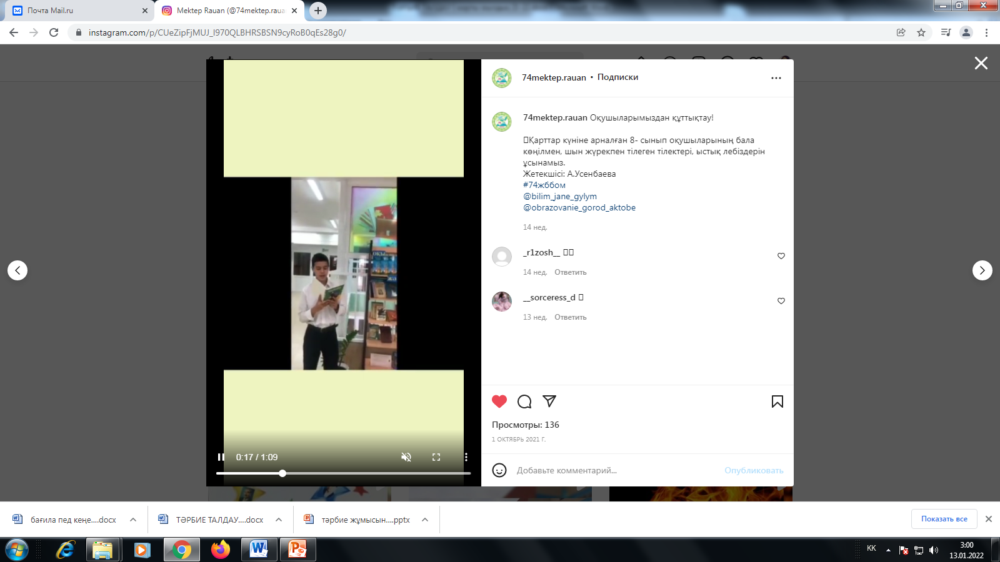 Почта Mail.ru
Mektep Rauan (@74mektep.raua
instagram.com/p/CUeZipFjMUJ_I970QLBHRSBSN9cyRoB0qEs28g0/
74mektep.rauan • Подписки
74mektep.rauan Оқушыларымыздан құттықтау!
Қарттар күніне арналған 8- сынып оқушыларының бала
көңілмен, шын жүрекпен тілеген тілектері, ыстық лебіздерін
ұсынамыз.
Жетекшісі: А.Усенбаева
#74жббом
@bilim_jane_gylym
@obrazovanie_gorod_aktobe
14 нед.
_r1zosh__
14 нед. Ответить
__sorceress_d
13 нед. Ответить
Просмотры: 136
1 ОКТЯБРЬ 2021 Г.
Добавьте комментарий...
Опубликовать
0:17 / 1:09
бағила пед кеңе....docx
ТӘРБИЕ ТАЛДАУ....docx
тәрбие жұмысын....pptx
Показать все
KK
3:00
13.01.2022